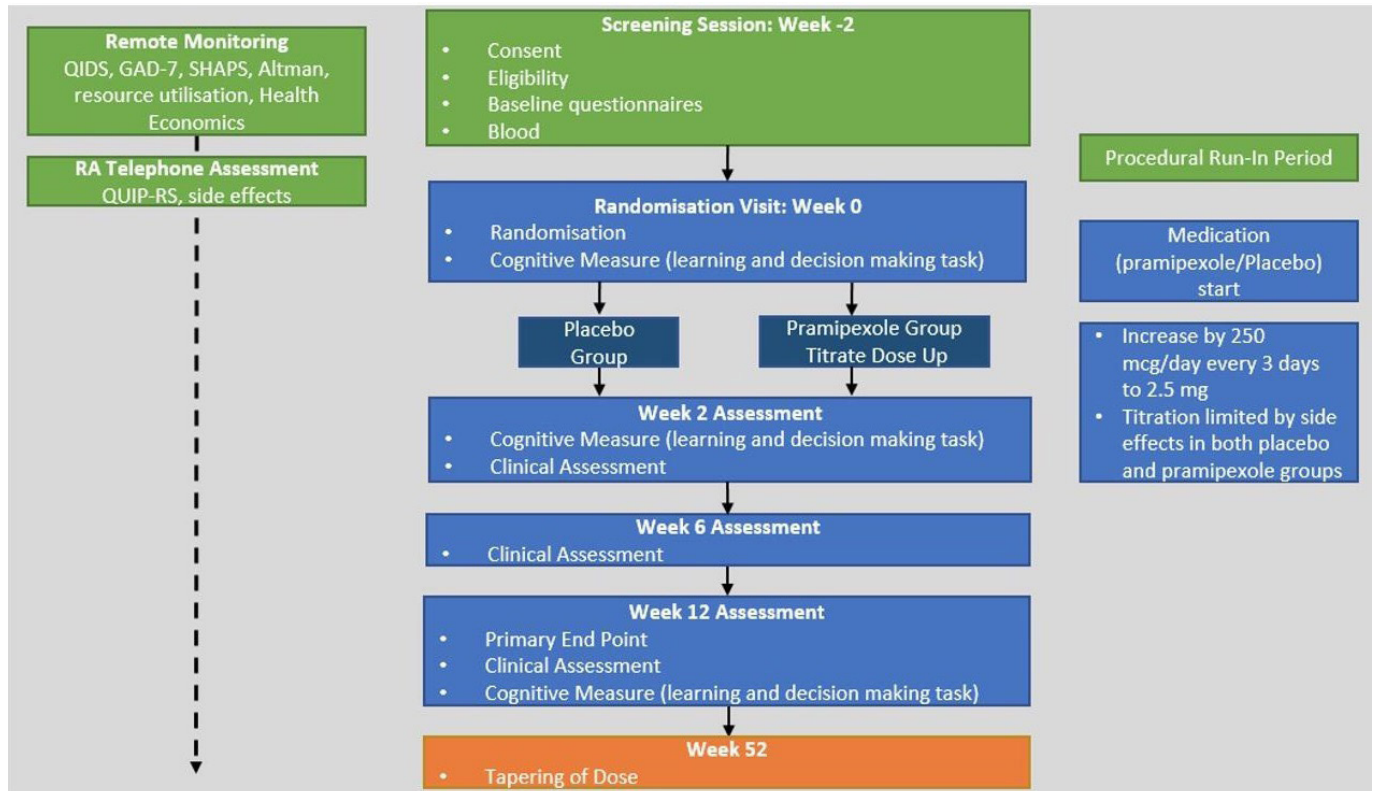 Remote Monitoring
QIDS, GAD-7, SHAPS, Altman,
resource utilisation, Health
Economics
RA Telephone Assessment
QUIP-RS, side effects
Screening Session: Week -2
• Consent
• Eligibility
• Baseline questionnaires
• Blood
Randomisation Visit: Week 0
• Randomisation
• Cognitive Measure (learning and decision making task)
Placebo
Group
Pramipexole Group
Titrate Dose Up
Week 2 Assessment
• Cognitive Measure (learning and decision making task)
• Clinical Assessment
Week 6 Assessment
• Clinical Assessment
Week 12 Assessment
• Primary End Point
• Clinical Assessment
• Cognitive Measure (learning and decision making task)
Week 52
• Tapering of Dose
Procedural Run-In Period
Medication
(pramipexole/Placebo)
start
• Increase by 250
mcg/day every 3 days
to 2.5 mg
• Titration limited by side
effects in both placebo
and pramipexole groups